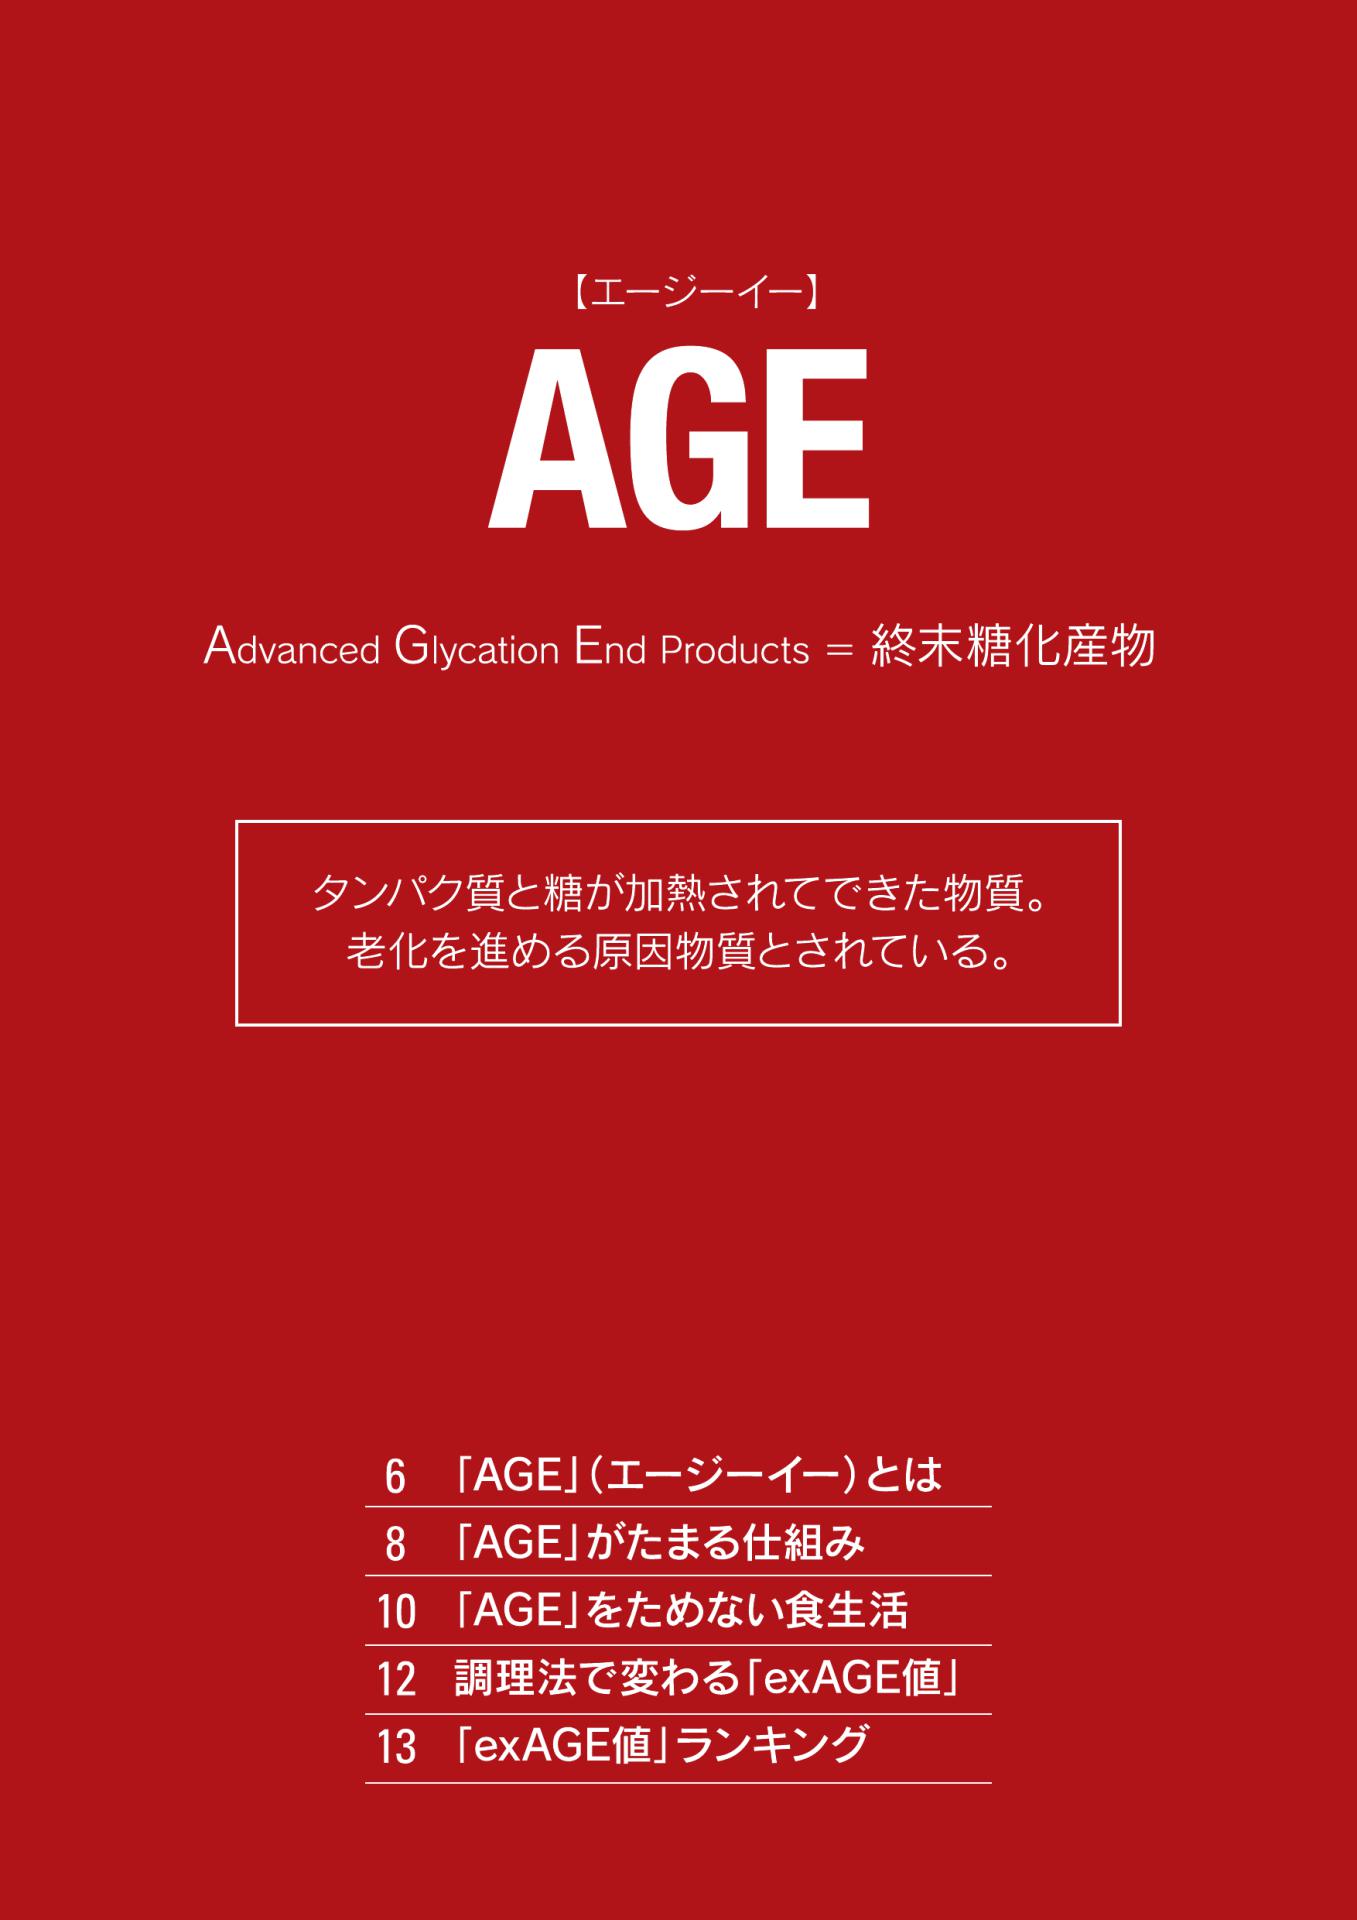 【エージーイー】
AGE
Advanced Glycation End Products = 終末糖化産物
タンパク質と糖が加熱されてできた物質。
老化を進める原因物質とされている。
6 「AGE」（エージーイー）とは
8 「AGE」がたまる仕組み
10 「AGE」をためない食生活
12 調理法で変わる「exAGE値」
13 「exAGE値」ランキング